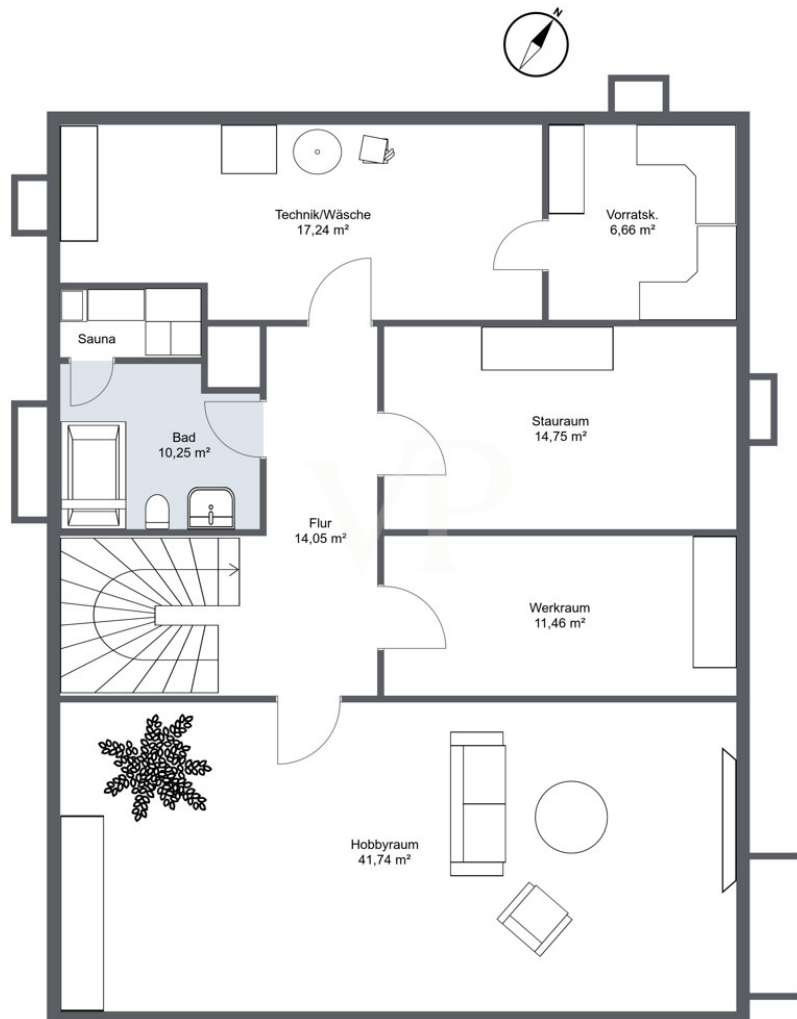 N
Technik/Wäsche
17,24 m²
Vorratsk.
6,66 m²
Sauna
Stauraum
14,75 m²
Bad
10,25 m²
Flur
14,05 m²
VP
Werkraum
11,46 m²
Hobbyraum
41,74 m²